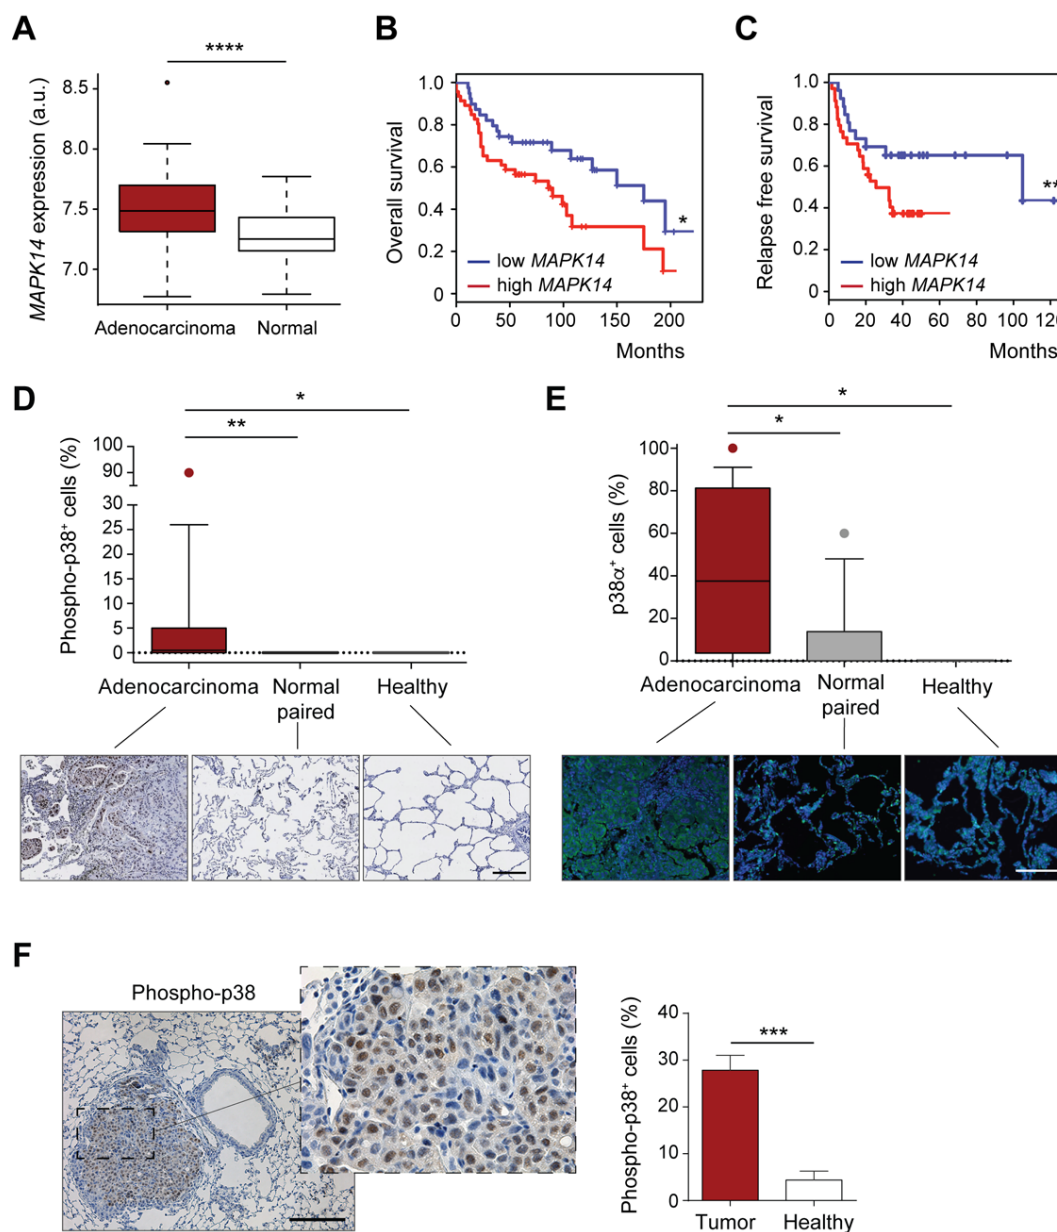 A
****
MAPK14 expression (a.u.)
8.5
8.0
7.5
7.0
Adenocarcinoma
Normal
B
Overall survival
1.0
0.8
0.6
0.4
0.2
0
*
low MAPK14
high MAPK14
0
50
100
150
200
Months
C
Relapse free survival
1.0
0.8
0.6
0.4
0.2
0
**
low MAPK14
high MAPK14
0
20
40
60
80
100
Months
D
*
**
Phospho-p38+ cells (%)
100
90
30
25
20
15
10
5
0
Adenocarcinoma
Normal
paired
Healthy
E
*
*
p38α+ cells (%)
100
80
60
40
20
0
Adenocarcinoma
Normal
paired
Healthy
F
Phospho-p38
Phospho-p38+ cells (%)
40
30
20
10
0
***
Tumor
Healthy